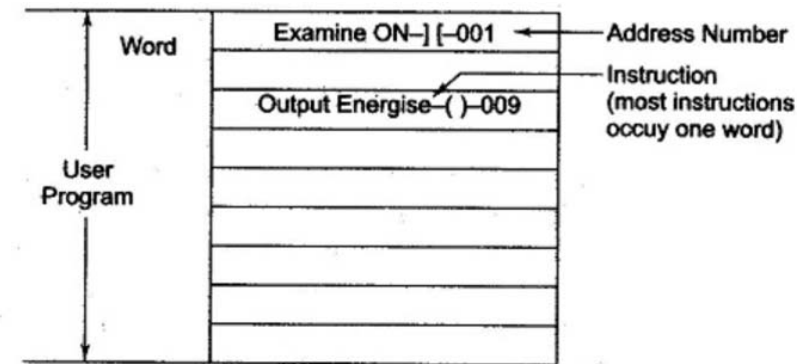 Word
Examine ON–] [–001
Address Number
Output Energise–( )–009
Instruction
(most instructions
occuy one word)
User
Program